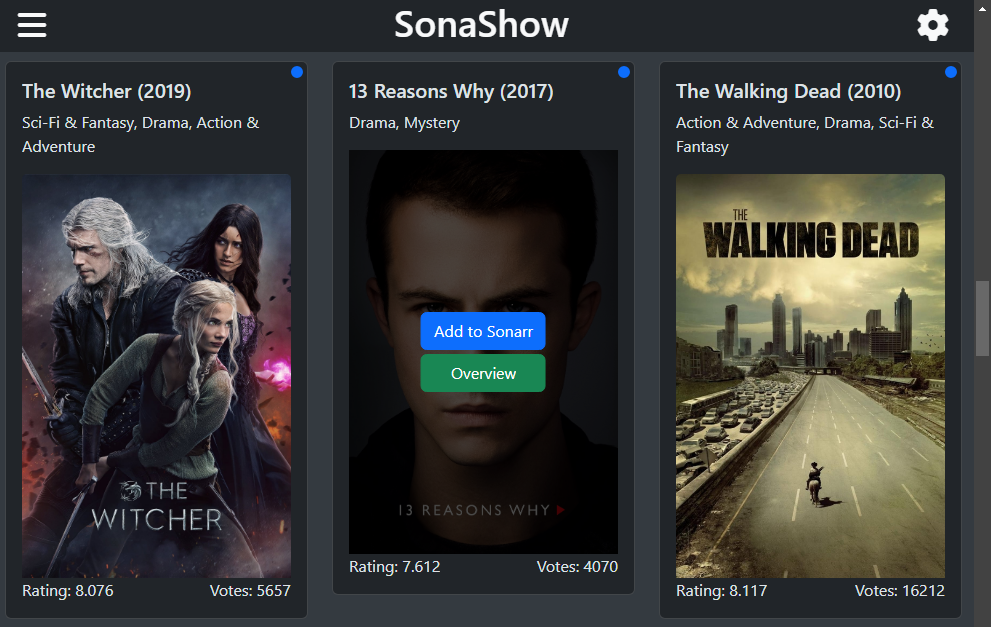 SonaShow
The Witcher (2019)
Sci-Fi & Fantasy, Drama, Action &
Adventure
THE
WITCHER
Rating: 8.076 Votes: 5657
13 Reasons Why (2017)
Drama, Mystery
Add to Sonarr
Overview
13 REASONS WHY
Rating: 7.612 Votes: 4070
The Walking Dead (2010)
Action & Adventure, Drama, Sci-Fi &
Fantasy
THE
WALKING DEAD
Rating: 8.117 Votes: 16212